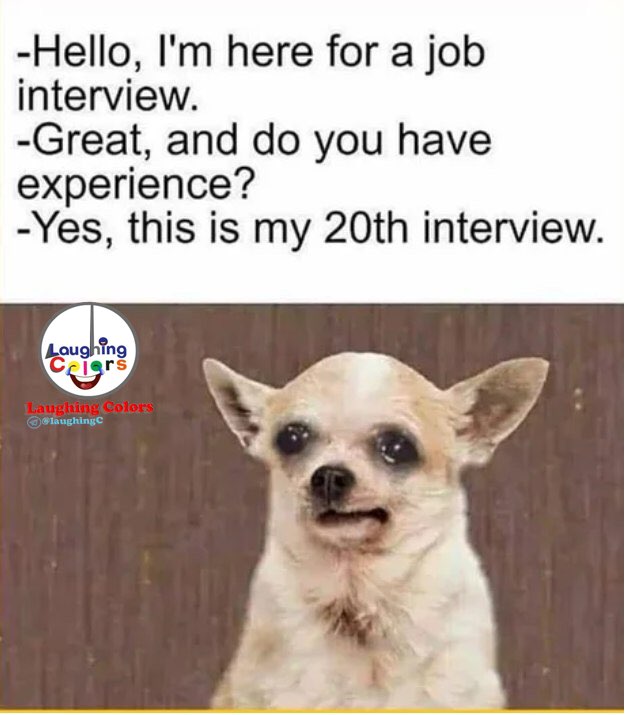 -Hello, I'm here for a job
interview.
-Great, and do you have
experience?
-Yes, this is my 20th interview.
Laughing
Colors
Laughing Colors
@laughingC